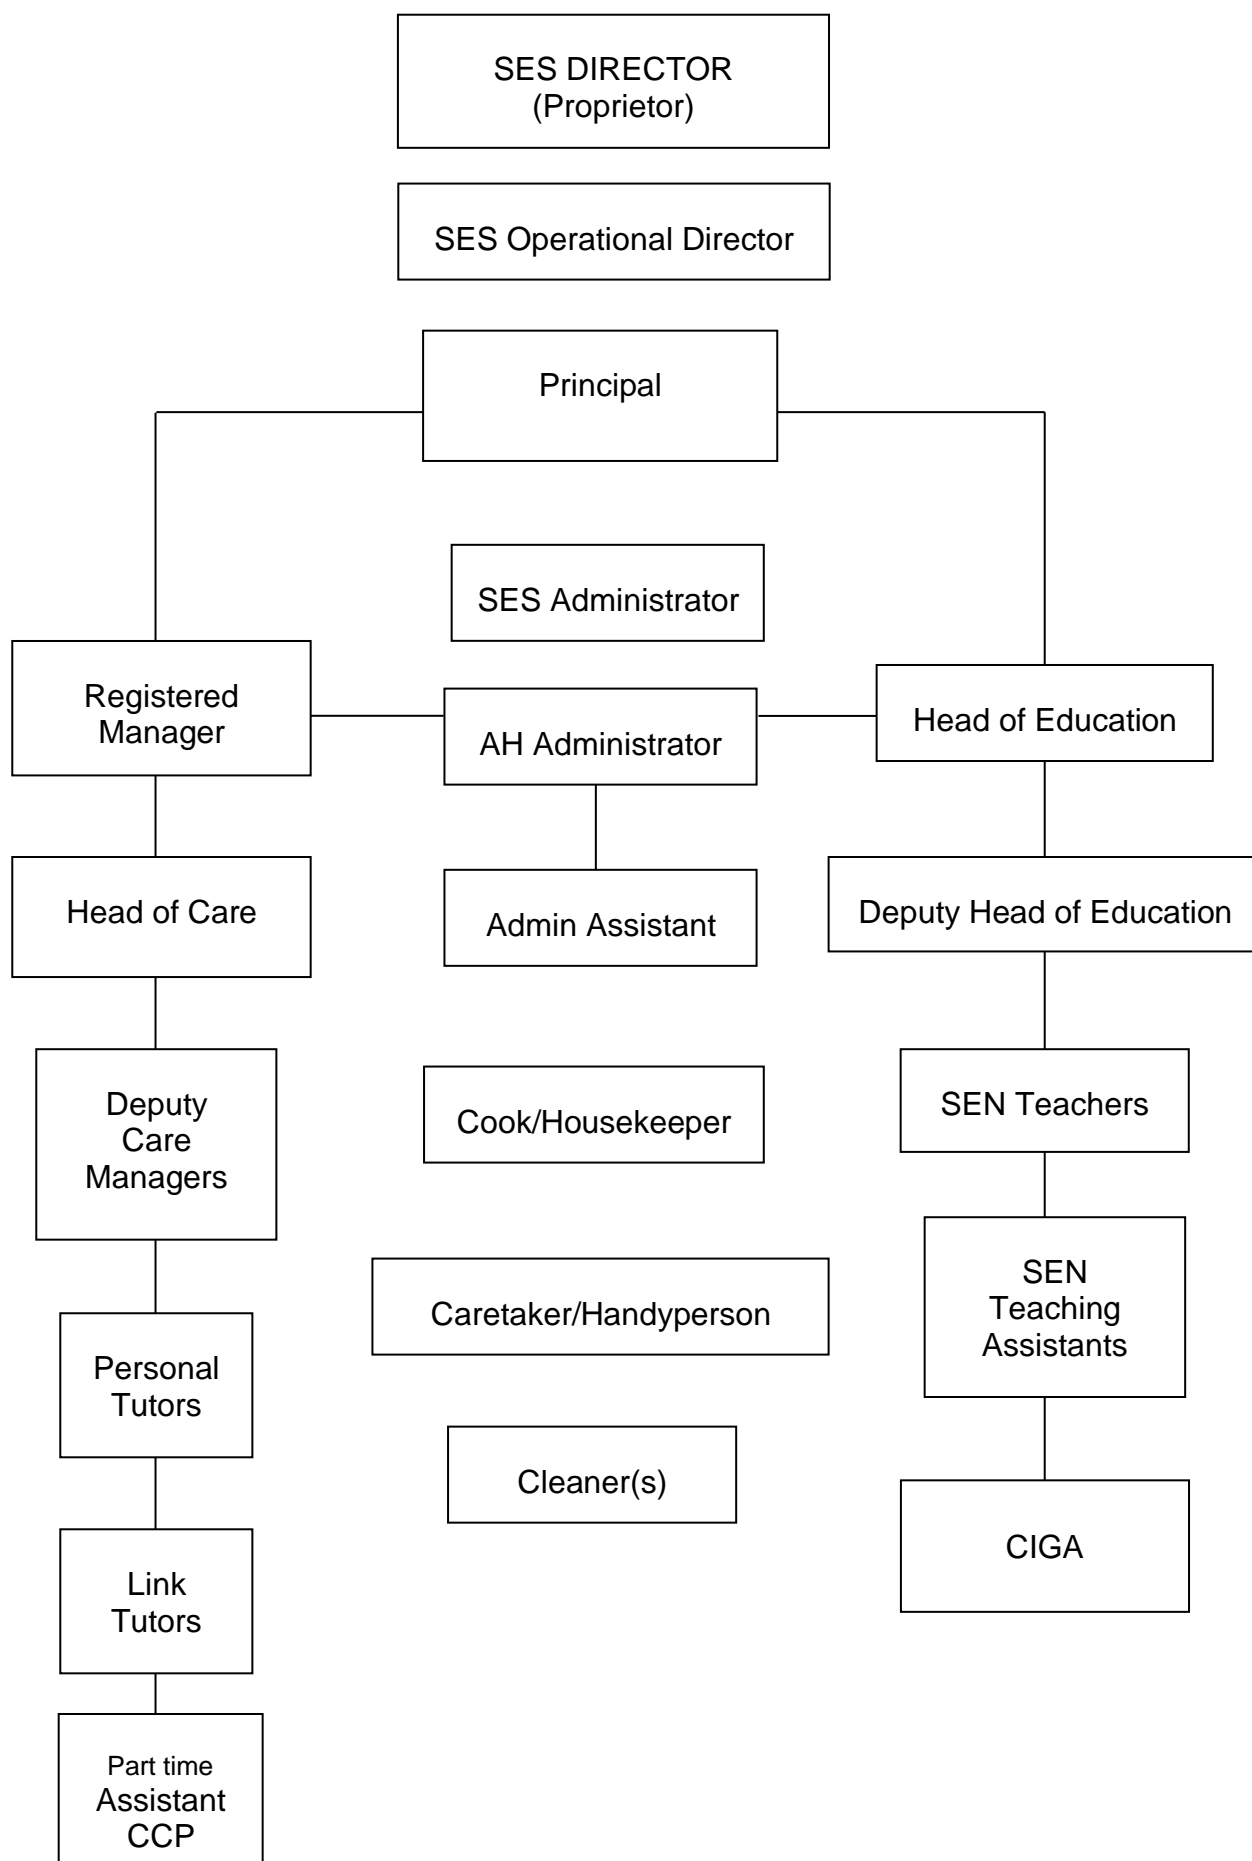 SES DIRECTOR
(Proprietor)
SES Operational Director
Principal
SES Administrator
Registered
Manager
AH Administrator
Head of Education
Head of Care
Admin Assistant
Deputy Head of Education
Deputy
Care
Managers
Cook/Housekeeper
SEN Teachers
Caretaker/Handyperson
SEN
Teaching
Assistants
Personal
Tutors
Cleaner(s)
CIGA
Link
Tutors
Part time
Assistant
CCP